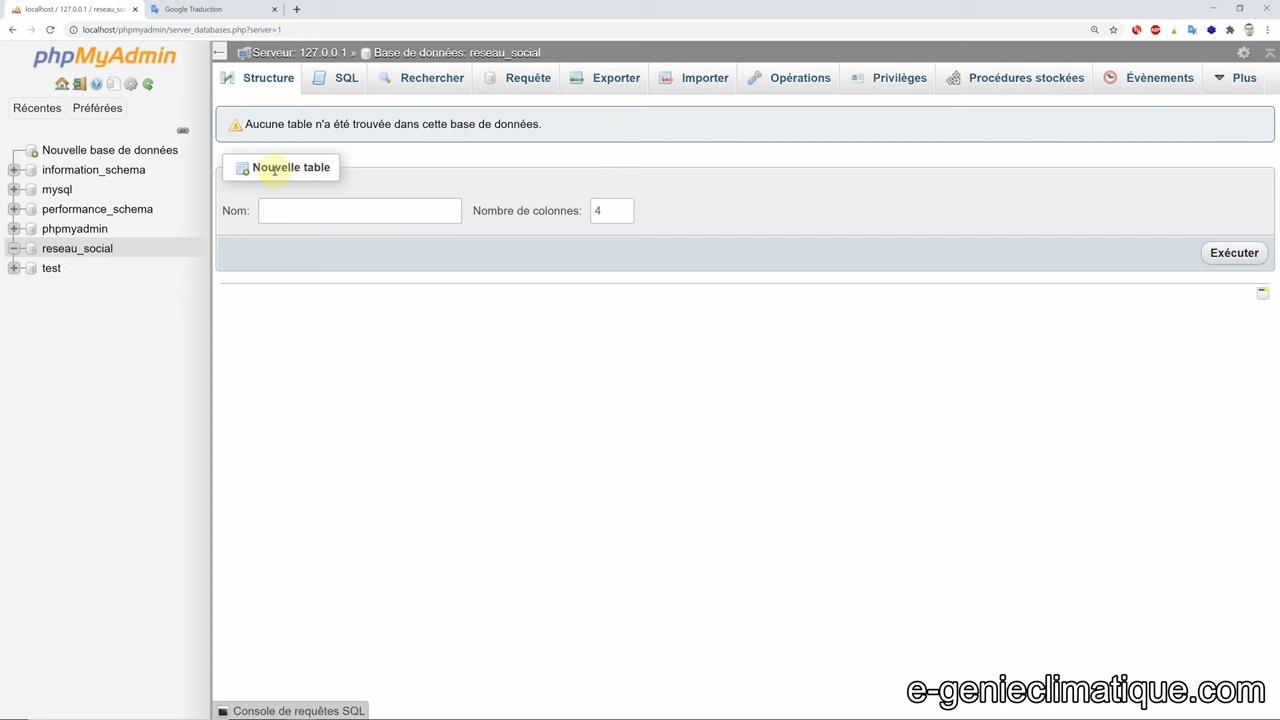 localhost / 127.0.0.1 / reseau_soc
Google Traduction
localhost/phpmyadmin/server_databases.php?server=1
phpMyAdmin
Récentes
Préférées
Nouvelle base de données
information_schema
mysql
performance_schema
phpmyadmin
reseau_social
test
Serveur: 127.0.0.1 » Base de données: reseau_social
Structure
SQL
Rechercher
Requête
Exporter
Importer
Opérations
Privilèges
Procédures stockées
Évènements
Plus
Aucune table n'a été trouvée dans cette base de données.
Nouvelle table
Nom:
Nombre de colonnes: 4
Exécuter
Console de requêtes SQL
e-genieclimatique.com